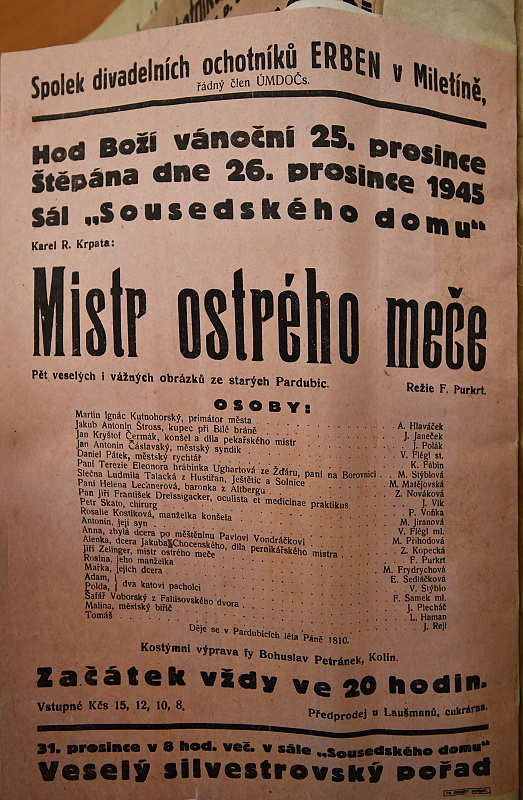 Spolek divadelních ochotníků ERBEN v Miletíně,
řádný člen ÚMDOČs.
Hod Boží vánoční 25. prosince
Štěpána dne 26. prosince 1945
Sál „Sousedského domu“
Karel R. Krpata:
Mistr ostrého meče
Pět veselých i vážných obrázků ze starých Pardubic.
Režie F. Purkrt.
OSOBY:
Martin Ignác Kutnohorský, primátor města . . . A. Hlaváček
Jakub Antonín Stross, kupec při Bílé bráně . . . J. Janeček
Jan Kryštof Čermák, konšel a díla pekařského mistr . . . J. Polák
Jan Antonín Čáslavský, městský syndik . . . V. Flégl st.
Daniel Pátek, městský rychtář . . . K. Fábin
Paní Terezie Eleonora hrábinka Ughartová ze Žďáru, paní na Borovnici . . . M. Stýblová
Slečna Ludmila Talacká z Hustířan, Ještětic a Solnice . . . M. Matějovská
Paní Helena Lechnerová, baronka z Altbergu . . . Z. Nováková
Pan Jiří František Dreissigacker, oculista et medicinae praktikus . . . J. Vik
Petr Skato, chirurg . . . P. Voňka
Rosalie Kostlková, manželka konšela . . . M. Jiranová
Antonín, její syn . . . V. Flégl ml.
Anna, zbylá dcera po měštěnínu Pavlovi Vondráčkovi . . . M. Příhodová
Alenka, dcera Jakuba Chocenského, díla perníkářského mistra . . . Z. Kopecká
Jiří Zelinger, mistr ostrého meče . . . F. Purkrt
Rosina, jeho manželka . . . M. Frydrychová
Mařka, jejich dcera . . . E. Sedláčková
Adam, } dva katovi pacholci . . . V. Stýblo
Polda, . . . F. Samek ml.
Šafář Voborský z Falusovského dvora . . . J. Plecháč
Malina, městský biřič . . . L. Haman
Tomáš . . . J. Rejl
Děje se v Pardubicích léta Páně 1810.
Kostýmní výprava fy Bohuslav Petránek, Kolín.
Začátek vždy ve 20 hodin.
Vstupné Kčs 15, 12, 10, 8.
Předprodej u Laušmanů, cukrárna.
31. prosince v 8 hod. več. v sále „Sousedského domu“
Veselý silvestrovský pořad